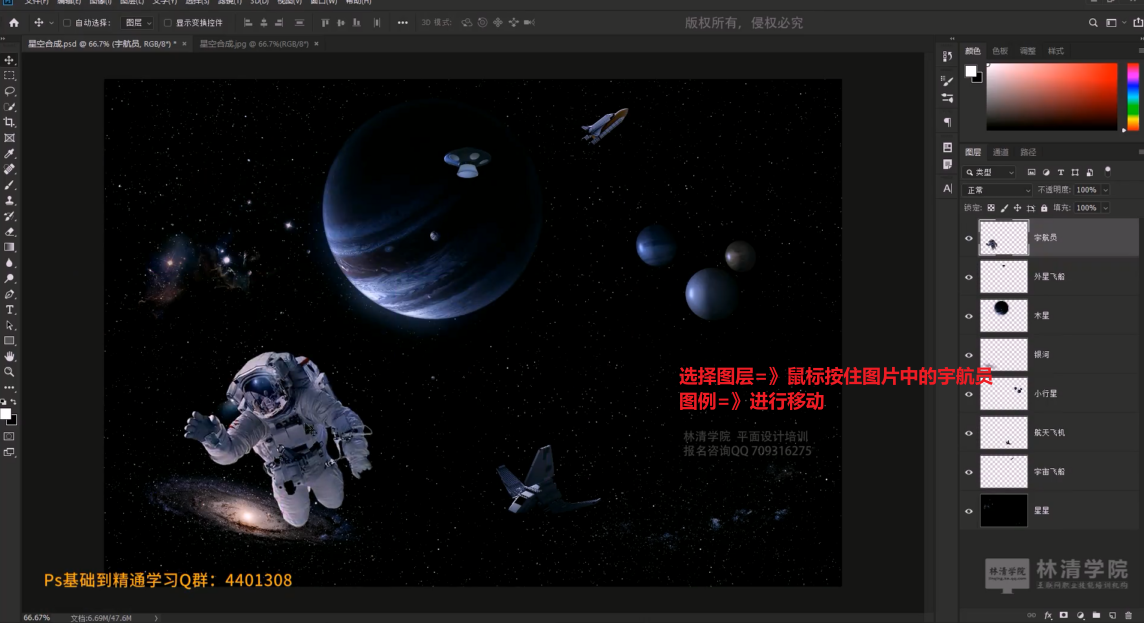 文件(F) 编辑(E) 图像(I) 图层(L) 文字(Y) 选择(S) 滤镜(T) 3D(D) 视图(V) 窗口(W) 帮助(H)
自动选择: 图层 显示变换控件 3D 模式: 版权所有，侵权必究
星空合成.psd @ 66.7% (宇航员, RGB/8*) * × 星空合成.jpg @ 66.7%(RGB/8*) ×
颜色 色板 调整 样式
图层 通道 路径
类型
正常 不透明度: 100%
锁定: 填充: 100%
宇航员
外星飞船
木星
银河
小行星
航天飞机
宇宙飞船
星星
选择图层=》鼠标按住图片中的宇航员
图例=》进行移动
林清学院 平面设计培训
报名咨询QQ 709316275
Ps基础到精通学习Q群：4401308
林清学院
林清学院
66.67% 文档:6.69M/47.6M